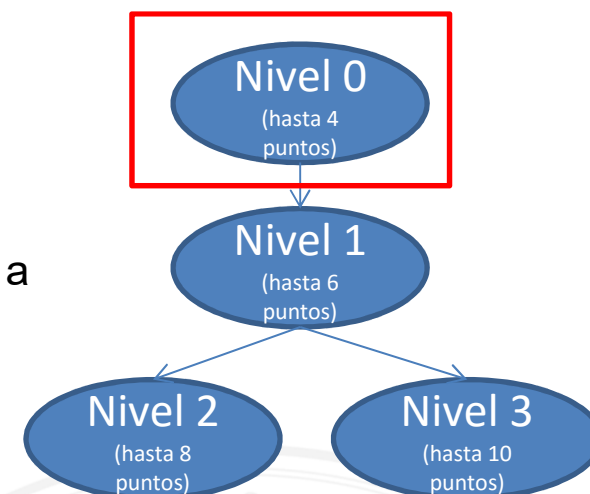 Nivel 0
(hasta 4
puntos)
Nivel 1
a
(hasta 6
puntos)
Nivel 2
(hasta 8
puntos)
Nivel 3
(hasta 10
puntos)